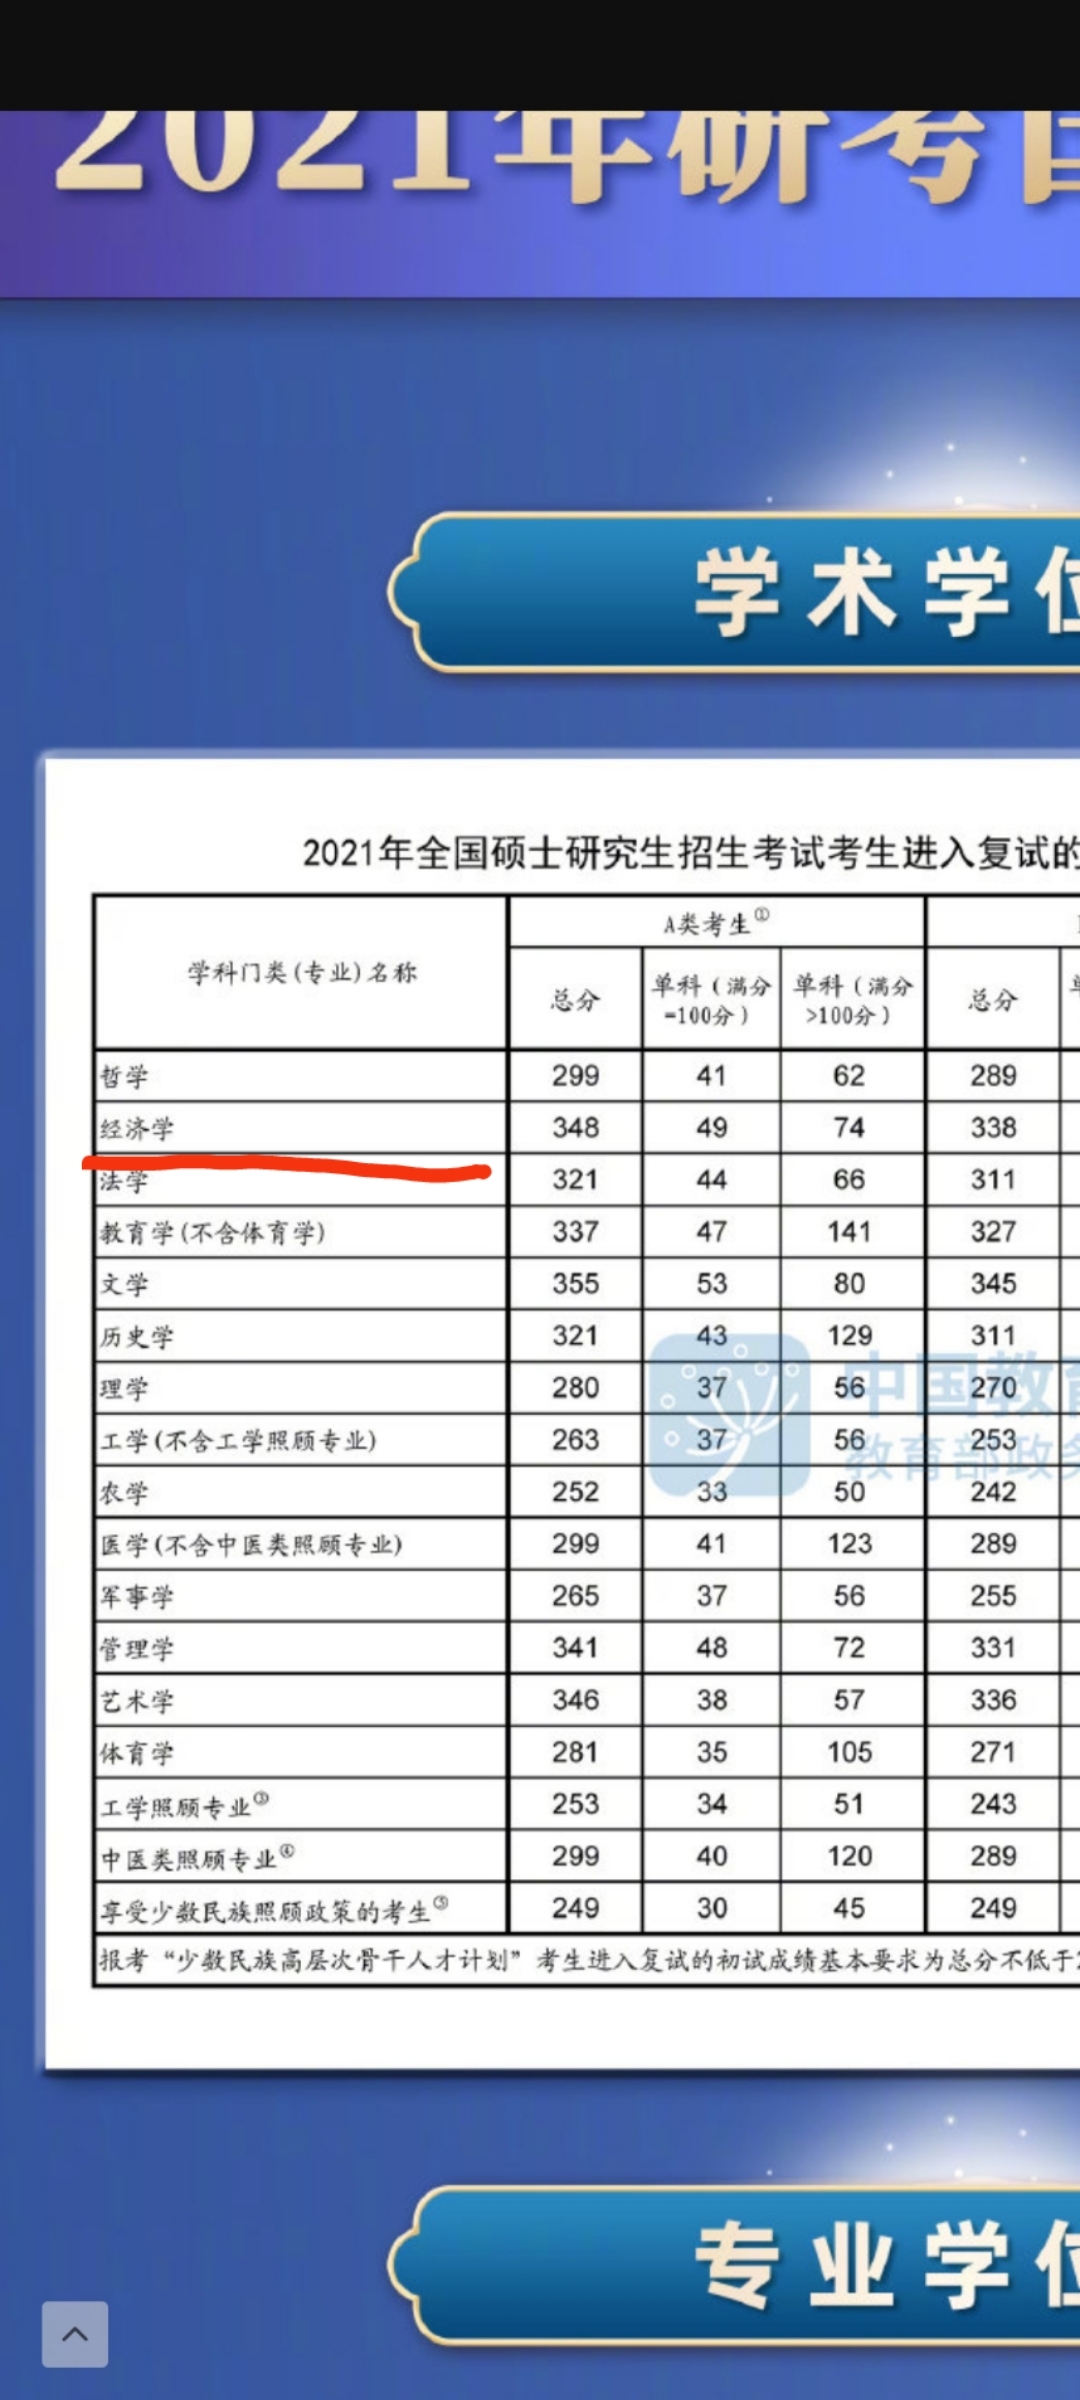 2021年研考
学术学
2021年全国硕士研究生招生考试考生进入复试的
学科门类(专业)名称 A类考生①
总分 单科(满分=100分) 单科(满分>100分) 总分
哲学 299 41 62 289
经济学 348 49 74 338
法学 321 44 66 311
教育学(不含体育学) 337 47 141 327
文学 355 53 80 345
历史学 321 43 129 311
理学 280 37 56 270
工学(不含工学照顾专业) 263 37 56 253
农学 252 33 50 242
医学(不含中医类照顾专业) 299 41 123 289
军事学 265 37 56 255
管理学 341 48 72 331
艺术学 346 38 57 336
体育学 281 35 105 271
工学照顾专业③ 253 34 51 243
中医类照顾专业④ 299 40 120 289
享受少数民族照顾政策的考生⑤ 249 30 45 249
报考“少数民族高层次骨干人才计划”考生进入复试的初试成绩基本要求为总分不低于
中国教育
教育部政务
专业学